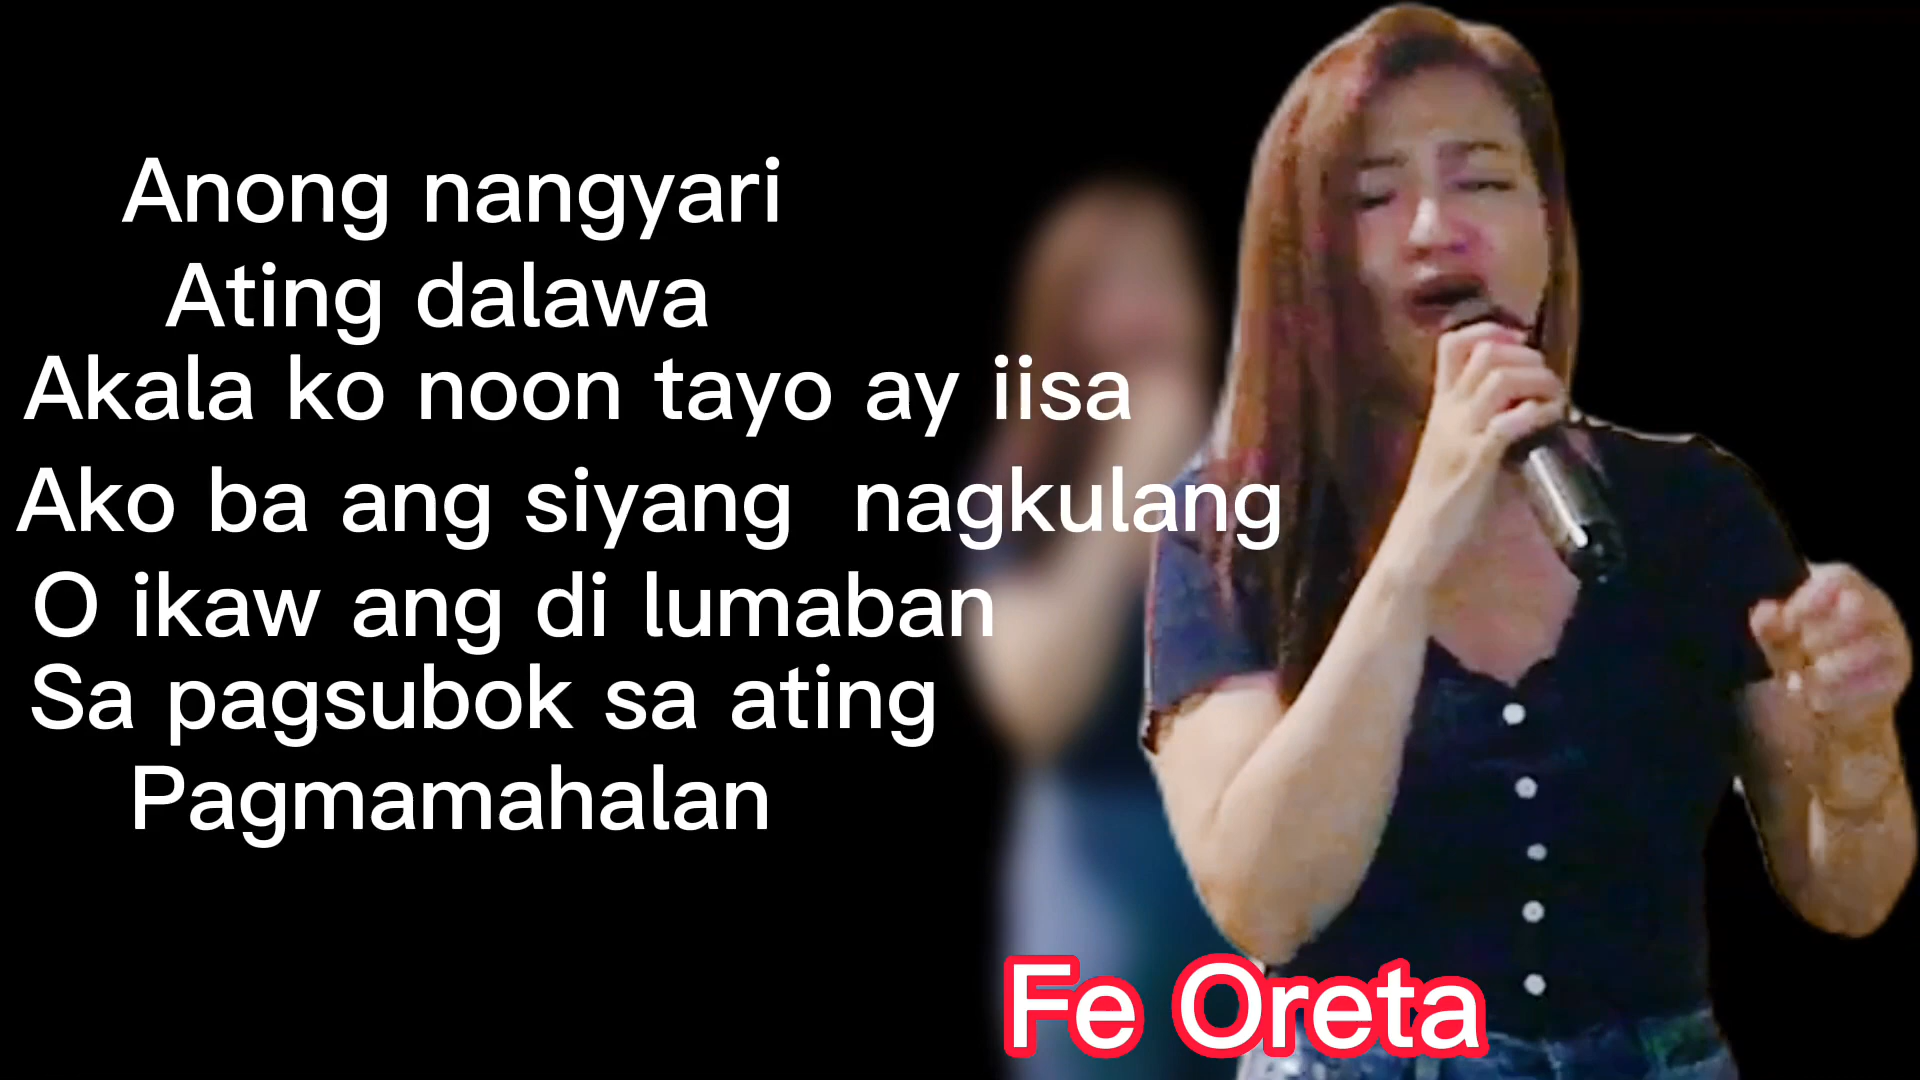 Anong nangyari
Ating dalawa
Akala ko noon tayo ay iisa
Ako ba ang siyang nagkulang
O ikaw ang di lumaban
Sa pagsubok sa ating
Pagmamahalan
Fe Oreta